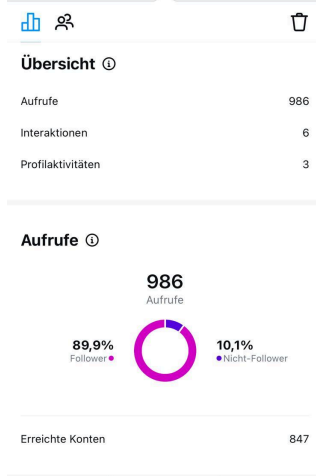 Übersicht
Aufrufe 986
Interaktionen 6
Profilaktivitäten 3
Aufrufe
986
Aufrufe
89,9% 10,1%
Follower Nicht-Follower
Erreichte Konten 847